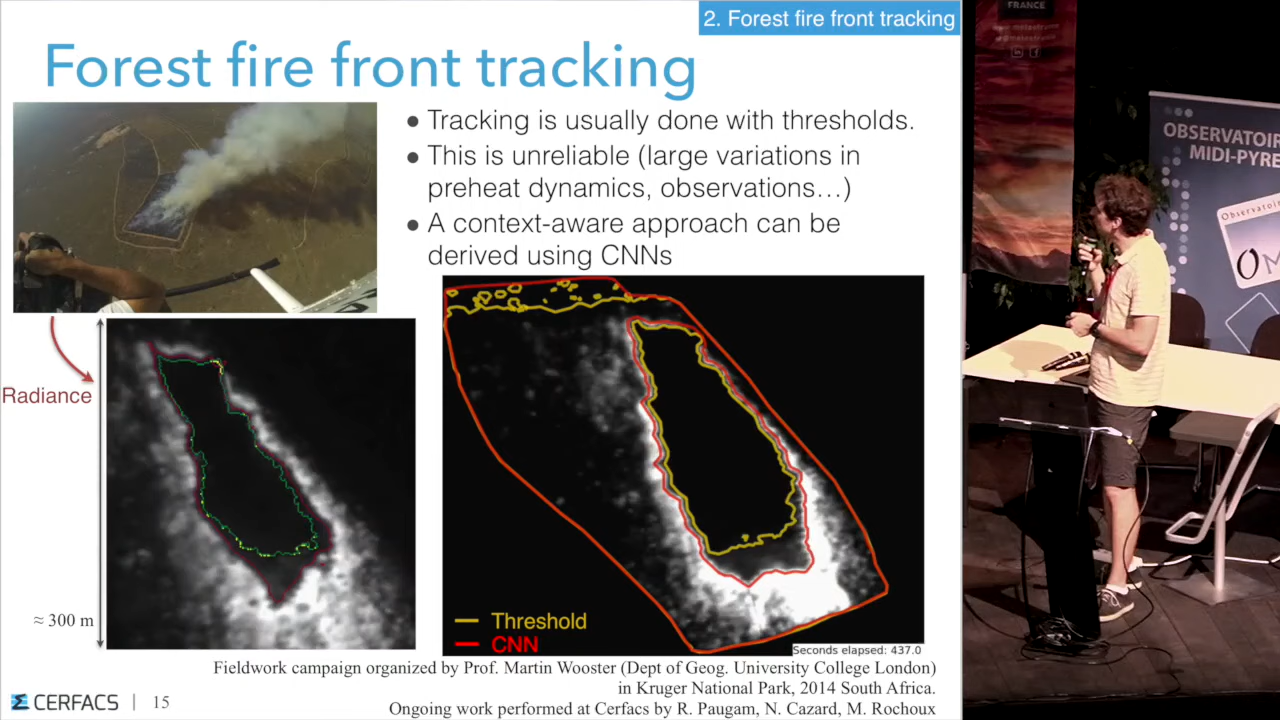 2. Forest fire front tracking
Forest fire front tracking
• Tracking is usually done with thresholds.
• This is unreliable (large variations in
preheat dynamics, observations…)
• A context-aware approach can be
derived using CNNs
Radiance
≈ 300 m
Threshold
CNN
Seconds elapsed: 437.0
Fieldwork campaign organized by Prof. Martin Wooster (Dept of Geog. University College London)
in Kruger National Park, 2014 South Africa.
Ongoing work performed at Cerfacs by R. Paugam, N. Cazard, M. Rochoux
CERFACS | 15
FRANCE
OBSERVATOIRE
MIDI-PYRE
Observatoi
OM